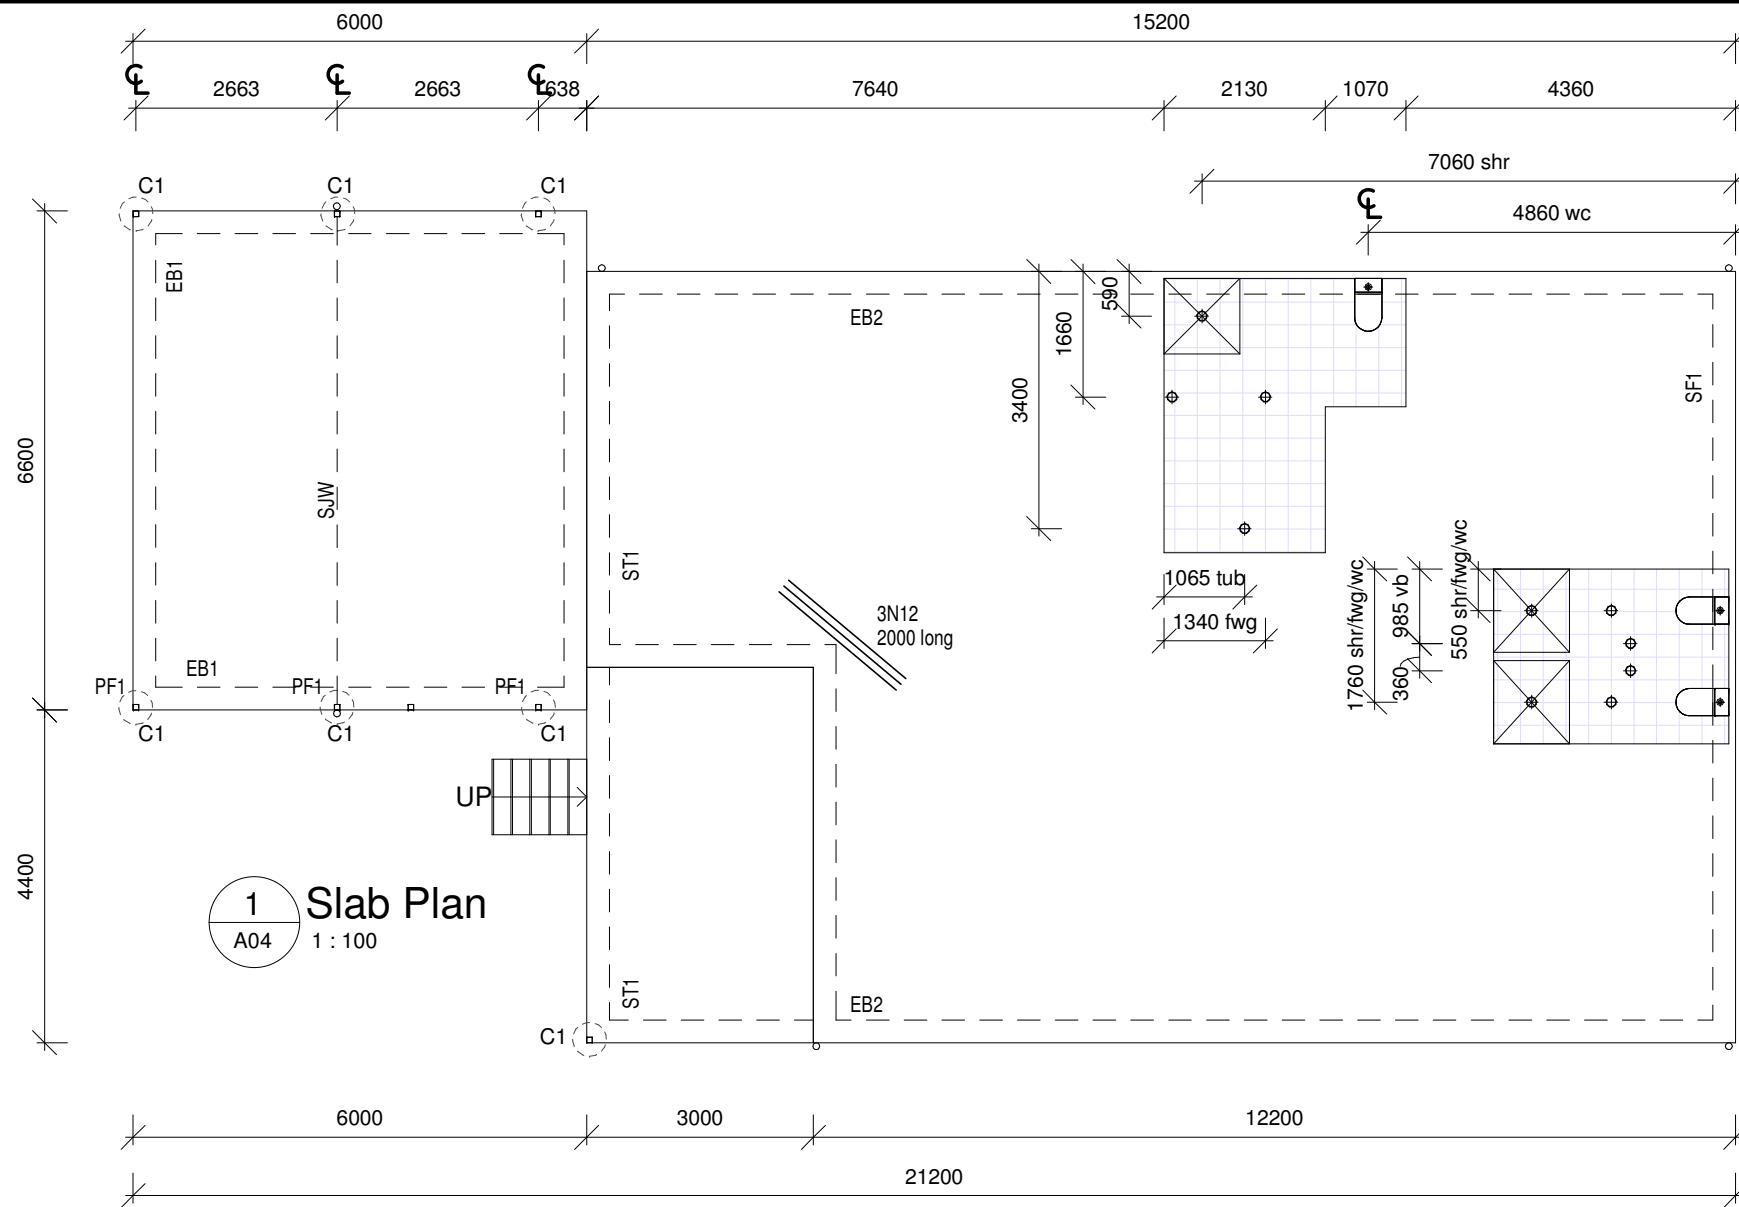 6000
15200
℄
℄
℄
2663
2663
638
7640
2130
1070
4360
7060 shr
℄
4860 wc
C1
C1
C1
EB1
EB2
590
1660
3400
SF1
6600
SJW
ST1
3N12
2000 long
1065 tub
1340 fwg
1760 shr/fwg/wc
985 vb
360
550 shr/fwg/wc
EB1
PF1
PF1
PF1
C1
C1
C1
UP
4400
1
A04
Slab Plan
1 : 100
ST1
EB2
C1
6000
3000
12200
21200